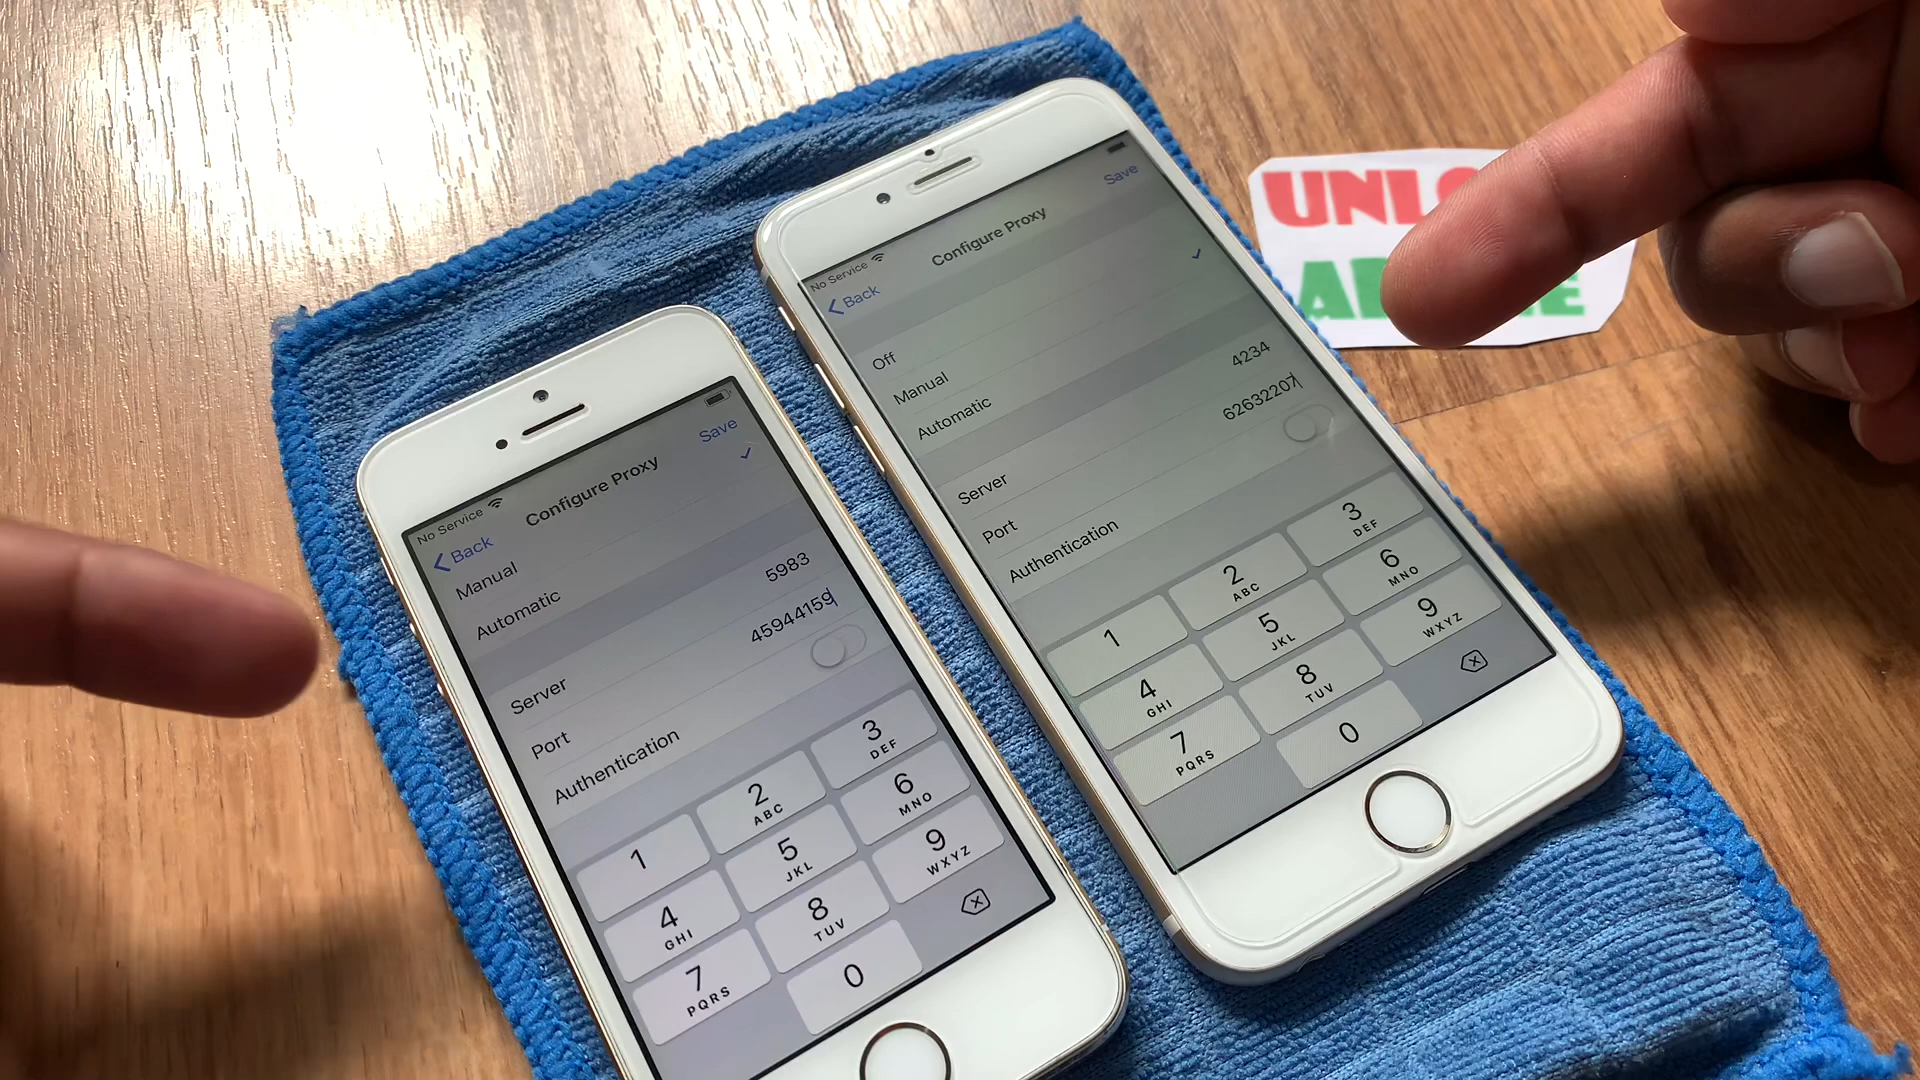 No Service
Back
Configure Proxy
Save
Manual
Automatic
Server
5983
Port
45944159
Authentication
1
2
ABC
3
DEF
4
GHI
5
JKL
6
MNO
7
PQRS
8
TUV
9
WXYZ
0
No Service
Back
Configure Proxy
Save
Off
Manual
Automatic
Server
4234
Port
62632207
Authentication
1
2
ABC
3
DEF
4
GHI
5
JKL
6
MNO
7
PQRS
8
TUV
9
WXYZ
0